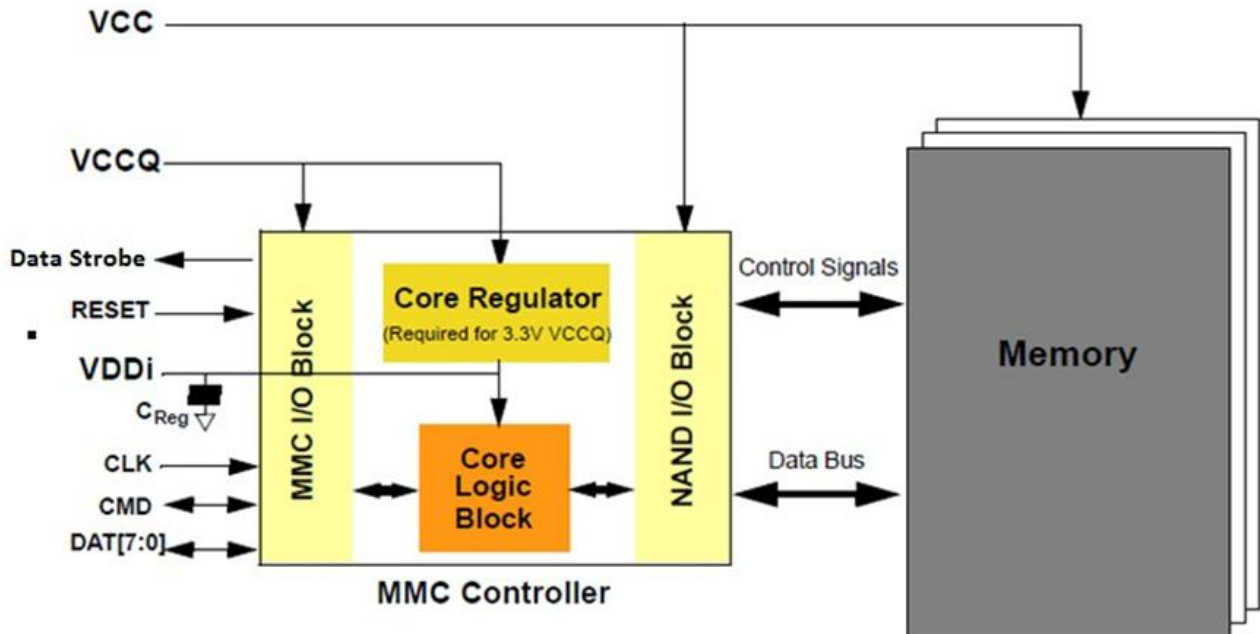 VCC
VCCQ
Data Strobe
RESET
VDDi
C Reg
CLK
CMD
DAT[7:0]
MMC I/O Block
Core Regulator
(Required for 3.3V VCCQ)
Core
Logic
Block
NAND I/O Block
MMC Controller
Control Signals
Data Bus
Memory